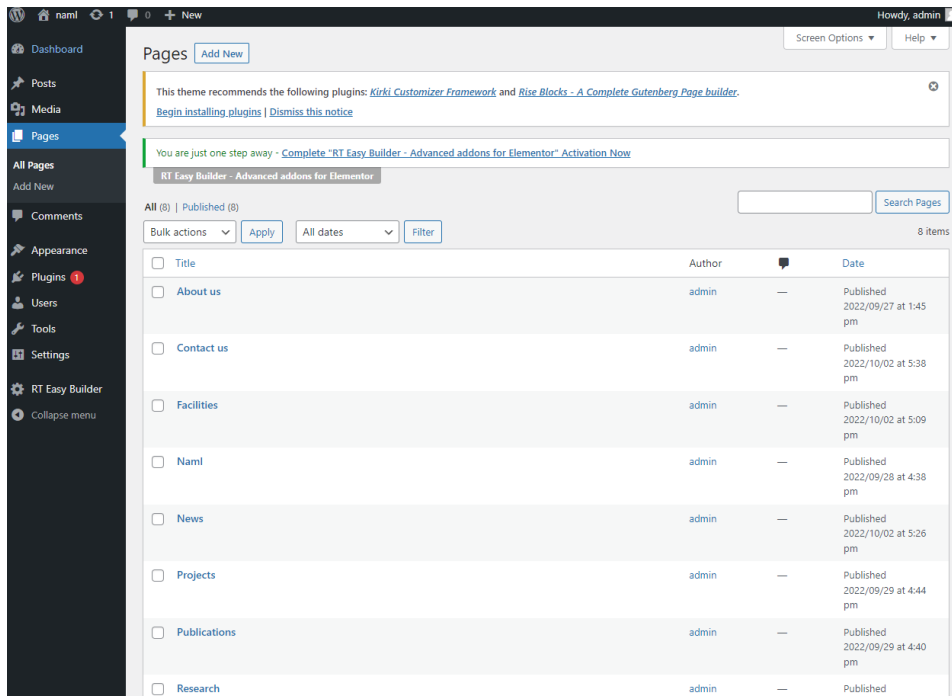 naml 1 0 New Howdy, admin
Screen Options ▼ Help ▼
Dashboard
Posts
Media
Pages
All Pages
Add New
Comments
Appearance
Plugins 1
Users
Tools
Settings
RT Easy Builder
Collapse menu
Pages Add New
This theme recommends the following plugins: Kirki Customizer Framework and Rise Blocks - A Complete Gutenberg Page builder.
Begin installing plugins | Dismiss this notice
You are just one step away - Complete "RT Easy Builder - Advanced addons for Elementor" Activation Now
RT Easy Builder - Advanced addons for Elementor
All (8) | Published (8)
Search Pages
Bulk actions Apply All dates Filter 8 items
Title Author Date
About us admin — Published
2022/09/27 at 1:45
pm
Contact us admin — Published
2022/10/02 at 5:38
pm
Facilities admin — Published
2022/10/02 at 5:09
pm
Naml admin — Published
2022/09/28 at 4:38
pm
News admin — Published
2022/10/02 at 5:26
pm
Projects admin — Published
2022/09/29 at 4:44
pm
Publications admin — Published
2022/09/29 at 4:40
pm
Research admin — Published